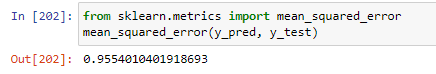 In [202]: from sklearn.metrics import mean_squared_error
mean_squared_error(y_pred, y_test)
Out[202]: 0.9554010401918693